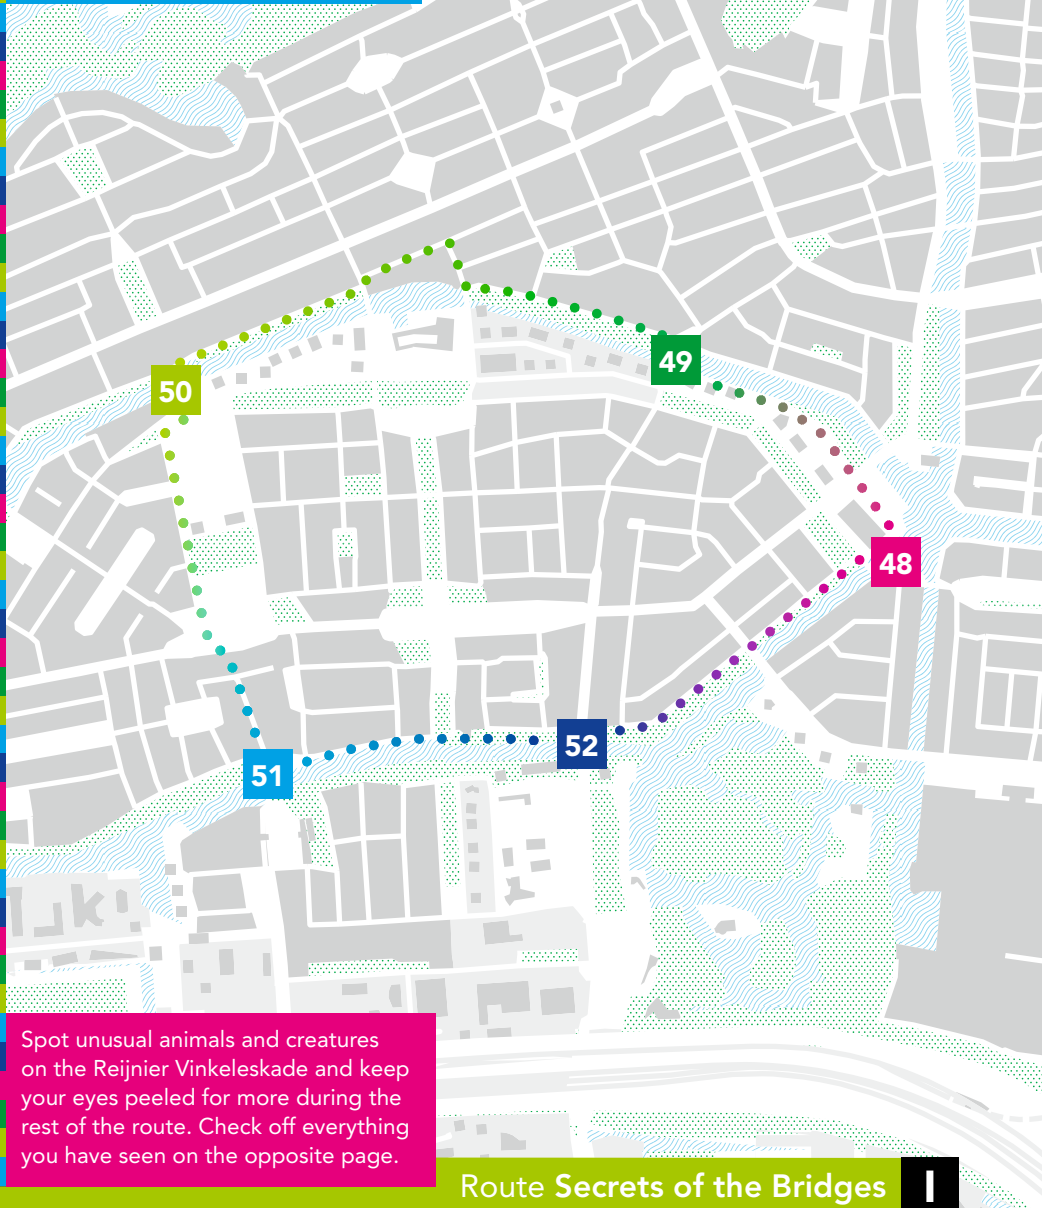 49
50
48
52
51
Spot unusual animals and creatures
on the Reijnier Vinkeleskade and keep
your eyes peeled for more during the
rest of the route. Check off everything
you have seen on the opposite page.
Route Secrets of the Bridges I